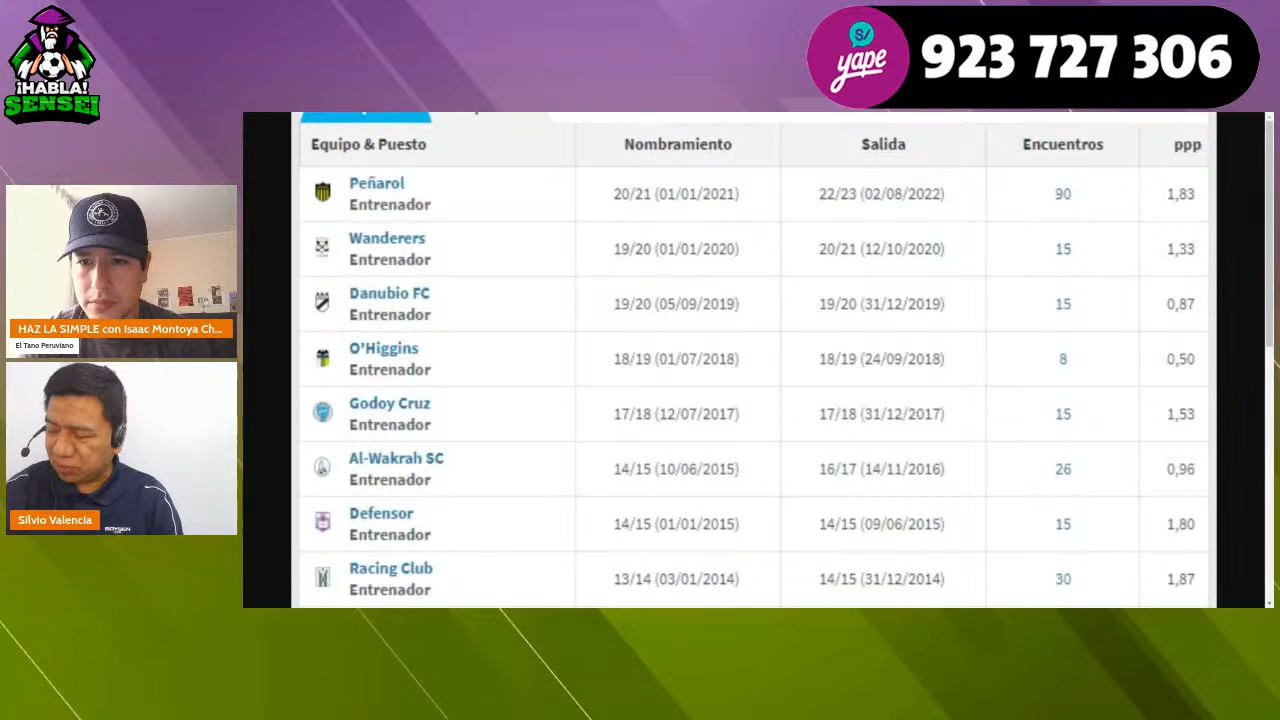 ¡HABLA!
SENSEI
S/
yape
923 727 306
HAZ LA SIMPLE con Isaac Montoya Ch...
El Tano Peruviano
Silvio Valencia
Equipo & Puesto Nombramiento Salida Encuentros ppp
Peñarol
Entrenador 20/21 (01/01/2021) 22/23 (02/08/2022) 90 1,83
Wanderers
Entrenador 19/20 (01/01/2020) 20/21 (12/10/2020) 15 1,33
Danubio FC
Entrenador 19/20 (05/09/2019) 19/20 (31/12/2019) 15 0,87
O'Higgins
Entrenador 18/19 (01/07/2018) 18/19 (24/09/2018) 8 0,50
Godoy Cruz
Entrenador 17/18 (12/07/2017) 17/18 (31/12/2017) 15 1,53
Al-Wakrah SC
Entrenador 14/15 (10/06/2015) 16/17 (14/11/2016) 26 0,96
Defensor
Entrenador 14/15 (01/01/2015) 14/15 (09/06/2015) 15 1,80
Racing Club
Entrenador 13/14 (03/01/2014) 14/15 (31/12/2014) 30 1,87